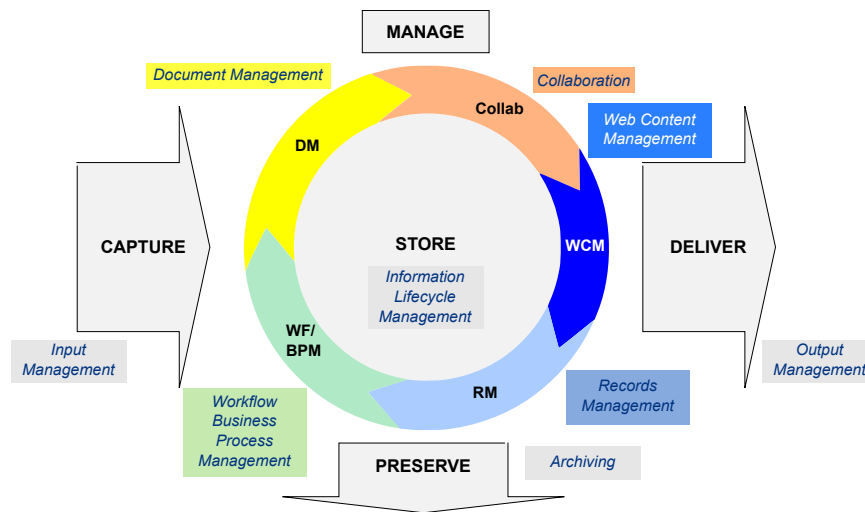 MANAGE
Document Management
Collaboration
Collab
Web Content
Management
DM
CAPTURE
STORE
WCM
DELIVER
Information
Lifecycle
Management
WF/
BPM
Input
Management
Output
Management
RM
Records
Management
Workflow
Business
Process
Management
PRESERVE
Archiving